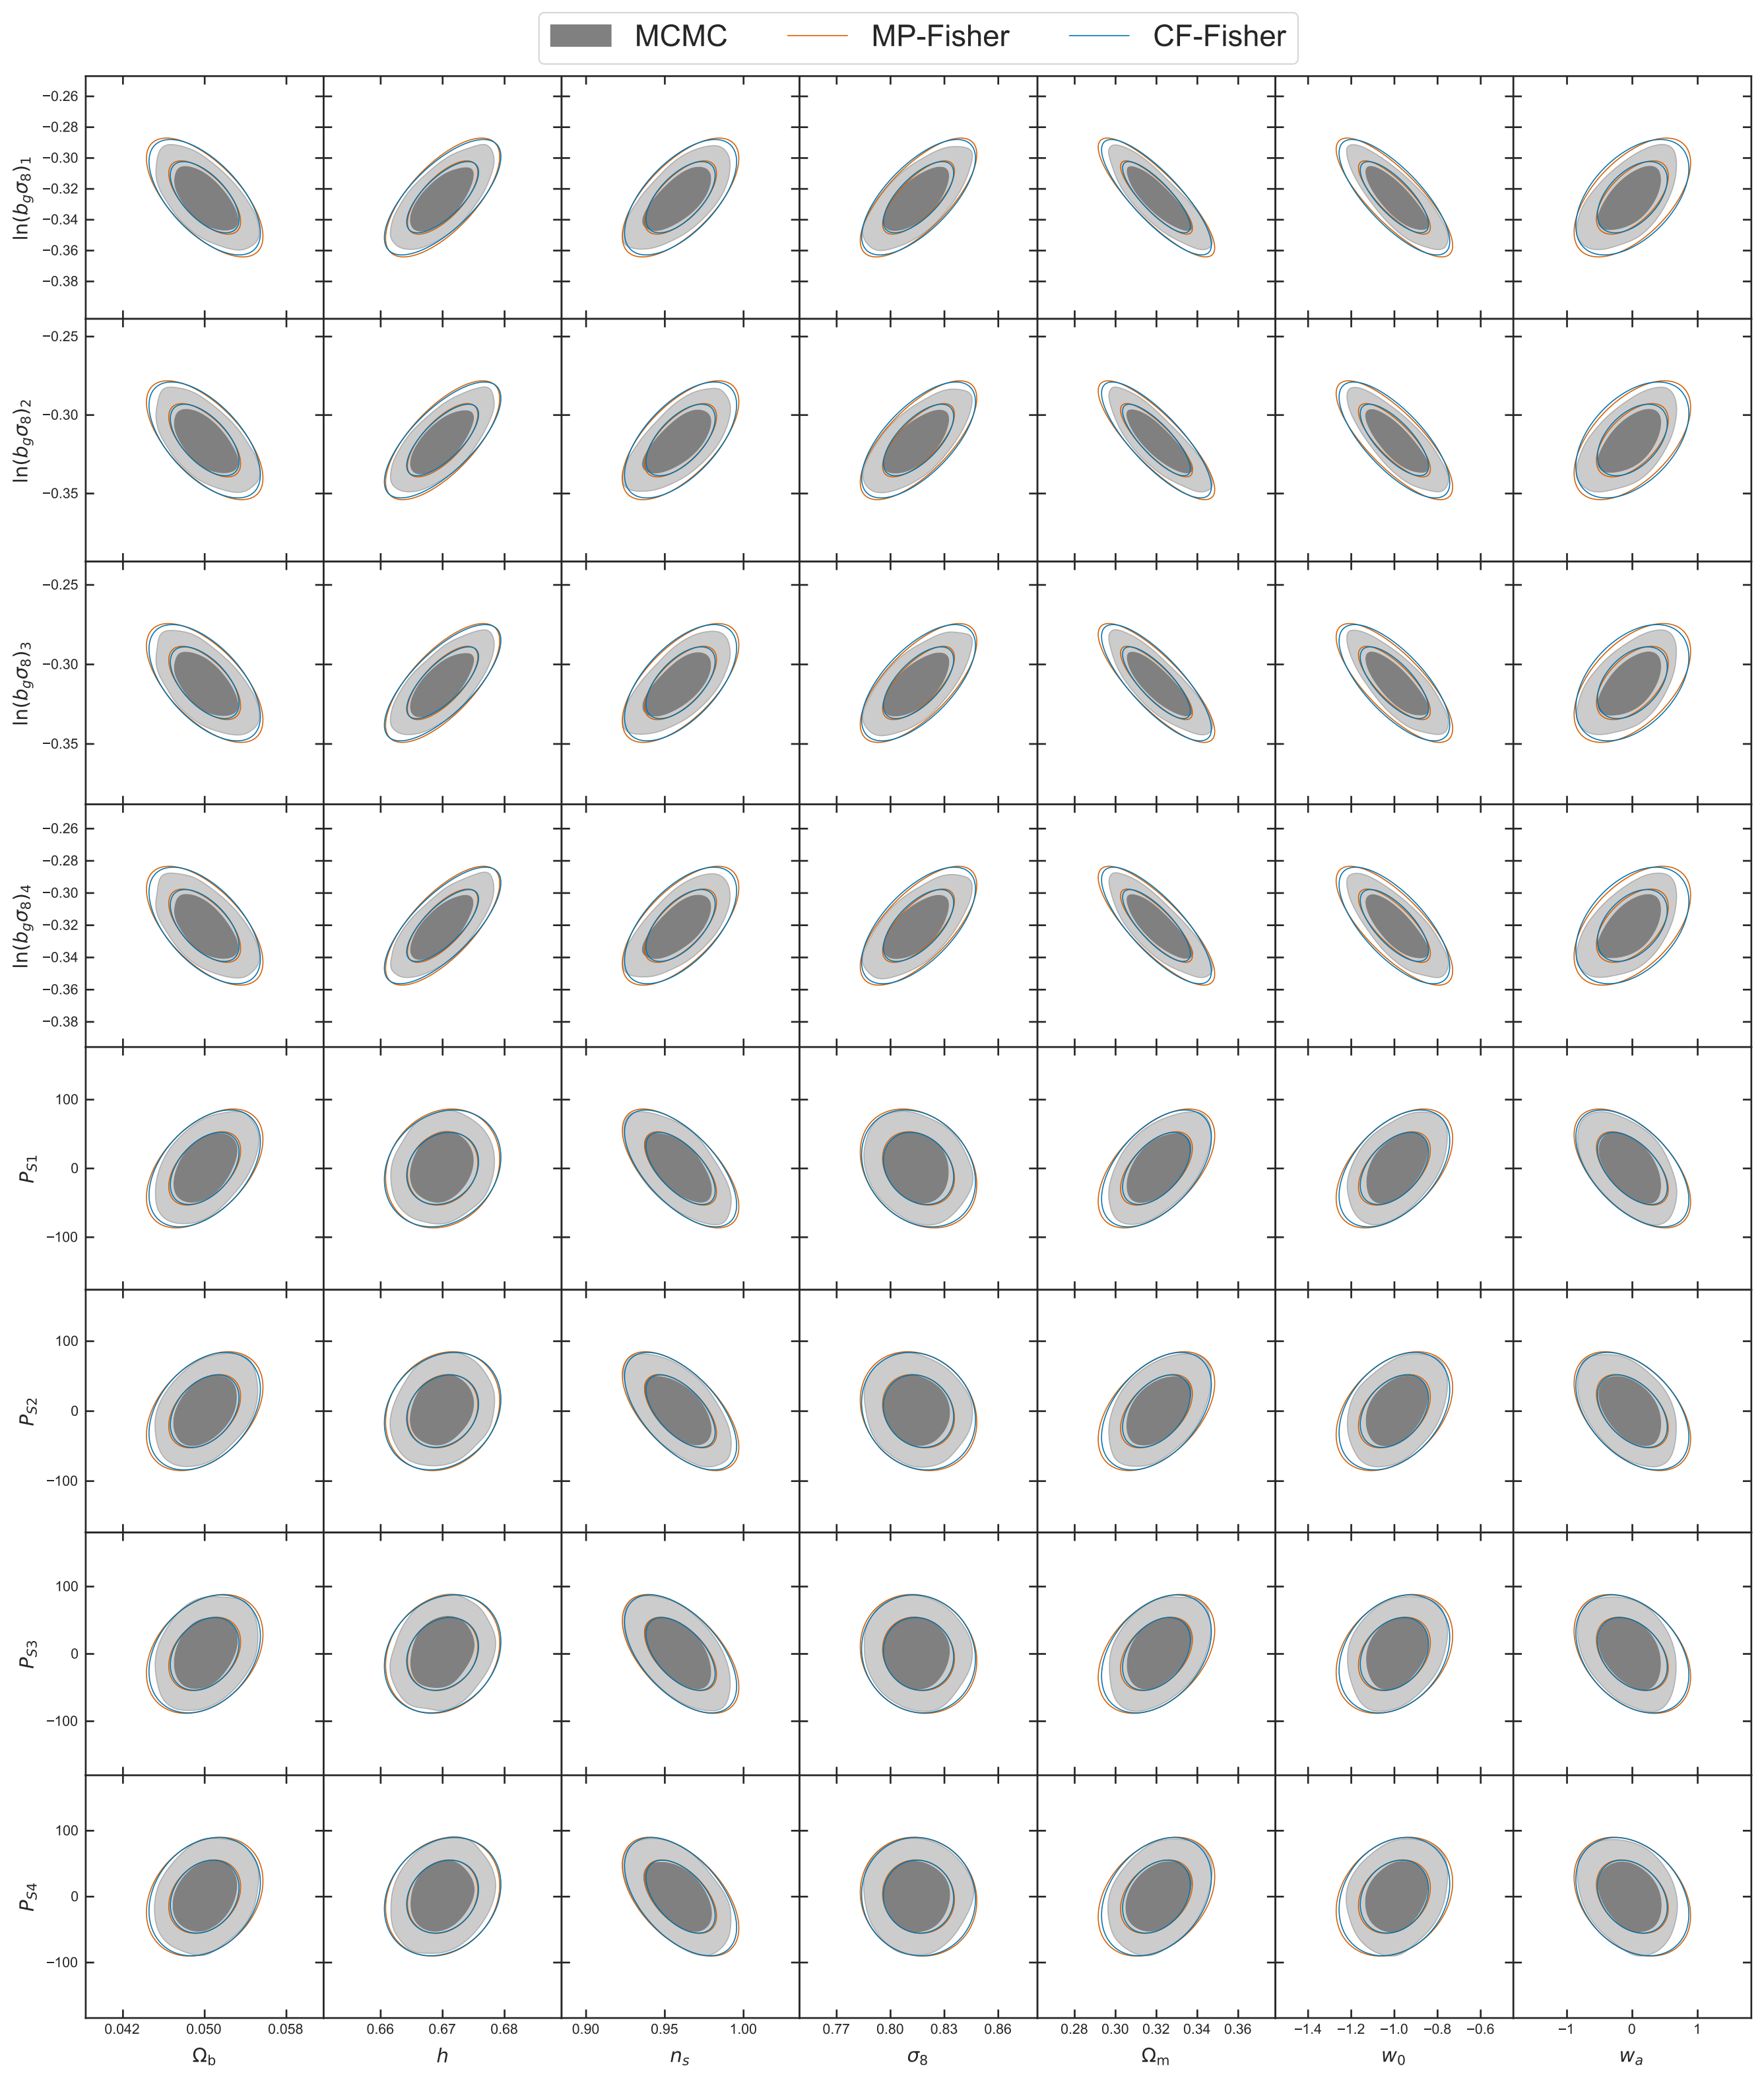 MCMC MP-Fisher CF-Fisher
−0.26
−0.28
−0.30
−0.32
−0.34
−0.36
−0.38
ln(b_gσ_8)_1
−0.25
−0.30
−0.35
ln(b_gσ_8)_2
−0.25
−0.30
−0.35
ln(b_gσ_8)_3
−0.26
−0.28
−0.30
−0.32
−0.34
−0.36
−0.38
ln(b_gσ_8)_4
100
0
−100
P_S1
100
0
−100
P_S2
100
0
−100
P_S3
100
0
−100
P_S4
0.042 0.050 0.058 0.66 0.67 0.68 0.90 0.95 1.00 0.77 0.80 0.83 0.86 0.28 0.30 0.32 0.34 0.36 −1.4 −1.2 −1.0 −0.8 −0.6 −1 0 1
Ω_b h n_s σ_8 Ω_m w_0 w_a